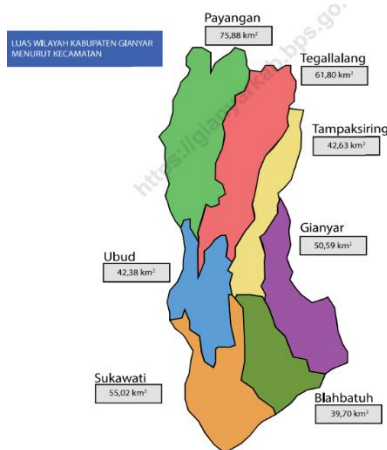 Payangan
75,88 km²
LUAS WILAYAH KABUPATEN GIANYAR
MENURUT KECAMATAN
Tegallalang
61,80 km²
Tampaksiring
42,63 km²
Gianyar
50,59 km²
Ubud
42,38 km²
Sukawati
55,02 km²
Blahbatuh
39,70 km²
https://gianyarkab.bps.go.